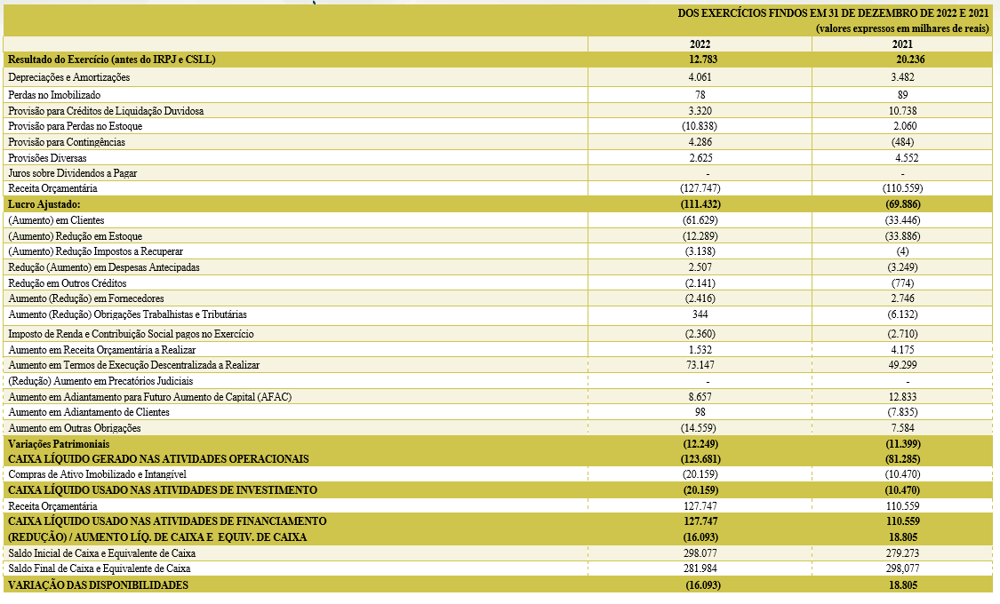 DOS EXERCÍCIOS FINDOS EM 31 DE DEZEMBRO DE 2022 E 2021
(valores expressos em milhares de reais)
2022 2021
Resultado do Exercício (antes do IRPJ e CSLL) 12.783 20.236
Depreciações e Amortizações 4.061 3.482
Perdas no Imobilizado 78 89
Provisão para Créditos de Liquidação Duvidosa 3.320 10.738
Provisão para Perdas no Estoque (10.838) 2.060
Provisão para Contingências 4.286 (484)
Provisões Diversas 2.625 4.552
Juros sobre Dividendos a Pagar - -
Receita Orçamentária (127.747) (110.559)
Lucro Ajustado: (111.432) (69.886)
(Aumento) em Clientes (61.629) (33.446)
(Aumento) Redução em Estoque (12.289) (33.886)
(Aumento) Redução Impostos a Recuperar (3.138) (4)
Redução (Aumento) em Despesas Antecipadas 2.507 (3.249)
Redução em Outros Créditos (2.141) (774)
Aumento (Redução) em Fornecedores (2.416) 2.746
Aumento (Redução) Obrigações Trabalhistas e Tributárias 344 (6.132)
Imposto de Renda e Contribuição Social pagos no Exercício (2.360) (2.710)
Aumento em Receita Orçamentária a Realizar 1.532 4.175
Aumento em Termos de Execução Descentralizada a Realizar 73.147 49.299
(Redução) Aumento em Precatórios Judiciais - -
Aumento em Adiantamento para Futuro Aumento de Capital (AFAC) 8.657 12.833
Aumento em Adiantamento de Clientes 98 (7.835)
Aumento em Outras Obrigações (14.559) 7.584
Variações Patrimoniais (12.249) (11.399)
CAIXA LÍQUIDO GERADO NAS ATIVIDADES OPERACIONAIS (123.681) (81.285)
Compras de Ativo Imobilizado e Intangível (20.159) (10.470)
CAIXA LÍQUIDO USADO NAS ATIVIDADES DE INVESTIMENTO (20.159) (10.470)
Receita Orçamentária 127.747 110.559
CAIXA LÍQUIDO USADO NAS ATIVIDADES DE FINANCIAMENTO 127.747 110.559
(REDUÇÃO) / AUMENTO LÍQ. DE CAIXA E EQUIV. DE CAIXA (16.093) 18.805
Saldo Inicial de Caixa e Equivalente de Caixa 298.077 279.273
Saldo Final de Caixa e Equivalente de Caixa 281.984 298,077
VARIAÇÃO DAS DISPONIBILIDADES (16.093) 18.805